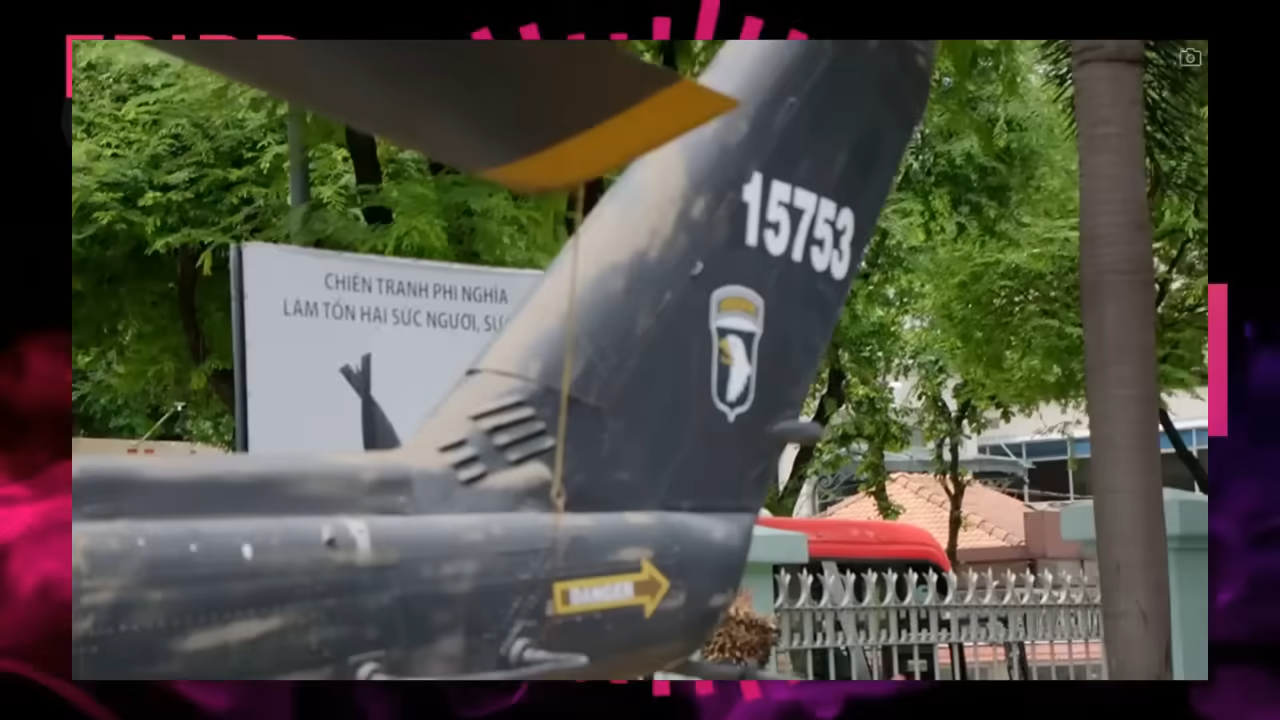 15753
CHIẾN TRANH PHI NGHĨA
LÀM TỔN HẠI SỨC NGƯỜI, SỨC
DANGER